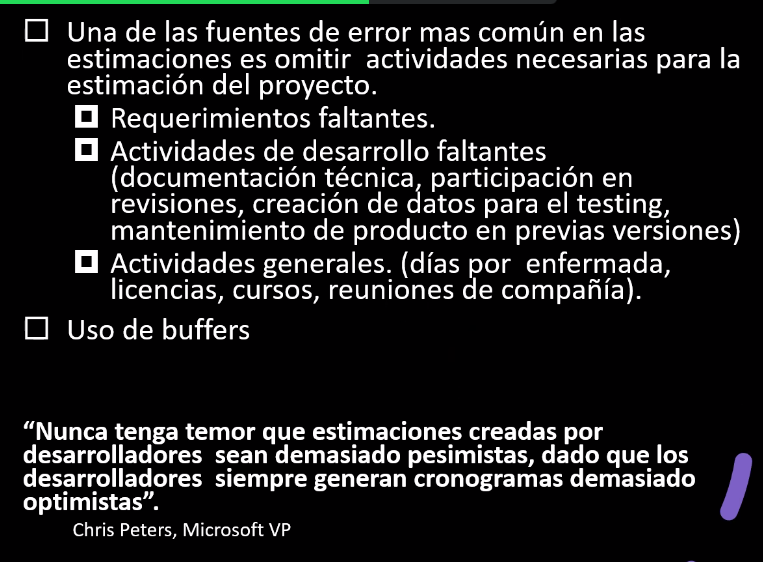 Una de las fuentes de error mas común en las
estimaciones es omitir actividades necesarias para la
estimación del proyecto.
Requerimientos faltantes.
Actividades de desarrollo faltantes
(documentación técnica, participación en
revisiones, creación de datos para el testing,
mantenimiento de producto en previas versiones)
Actividades generales. (días por enfermada,
licencias, cursos, reuniones de compañía).
Uso de buffers
“Nunca tenga temor que estimaciones creadas por
desarrolladores sean demasiado pesimistas, dado que los
desarrolladores siempre generan cronogramas demasiado
optimistas”.
Chris Peters, Microsoft VP